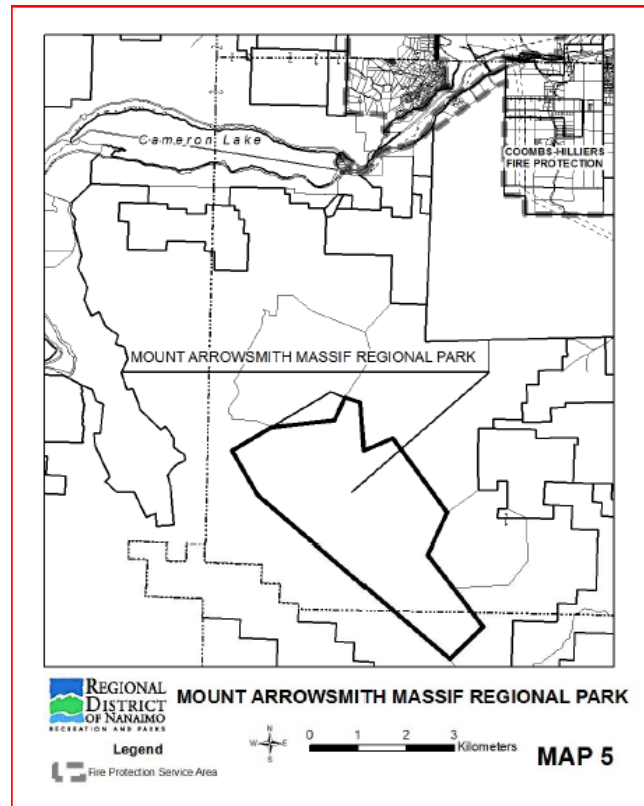 Cameron Lake
COOMBS-HILLIERS
FIRE PROTECTION
MOUNT ARROWSMITH MASSIF REGIONAL PARK
REGIONAL
DISTRICT
OF NANAIMO
RECREATION AND PARKS
MOUNT ARROWSMITH MASSIF REGIONAL PARK
Legend
Fire Protection Service Area
N
W E
S
0 1 2 3
Kilometers
MAP 5